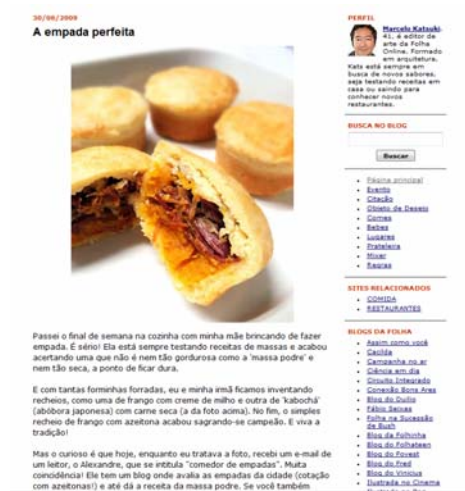 30/08/2009
A empada perfeita
Passei o final de semana na cozinha com minha mãe brincando de fazer
empada. É sério! Ela está sempre testando receitas de massas e acabou
acertando uma que não é nem tão gordurosa como a 'massa podre' e
nem tão seca, a ponto de ficar dura.
E com tantas forminhas forradas, eu e minha irmã ficamos inventando
recheios, como uma de frango com creme de milho e outra de 'kabochá'
(abóbora japonesa) com carne seca (a da foto acima). No fim, o simples
recheio de frango com azeitona acabou sagrando-se campeão. E viva a
tradição!
Mas o curioso é que hoje, enquanto eu tratava a foto, recebi um e-mail de
um leitor, o Alexandre, que se intitula "comedor de empadas". Muita
coincidência! Ele tem um blog onde avalia as empadas da cidade (cotação
com azeitonas!) e até dá a receita da massa podre. Se você também
PERFIL
Marcelo Katsuki,
41, é editor de
arte da Folha
Online. Formado
em arquitetura,
Kats está sempre em
busca de novos sabores,
seja testando receitas em
casa ou saindo para
conhecer novos
restaurantes.
BUSCA NO BLOG
Buscar
Página principal
Evento
Citação
Objeto de Desejo
Comes
Bebes
Lugares
Prateleira
Mixer
Regras
SITES RELACIONADOS
COMIDA
RESTAURANTES
BLOGS DA FOLHA
Assim como você
Cacilda
Campanha no ar
Ciência em dia
Circuito Integrado
Conexão Bons Ares
Blog do Duílio
Fábio Seixas
Folha na Sucessão
de Bush
Blog da Folhinha
Blog do Folhateen
Blog do Fovest
Blog do Fred
Blog do Vinicius
Ilustrada no Cinema